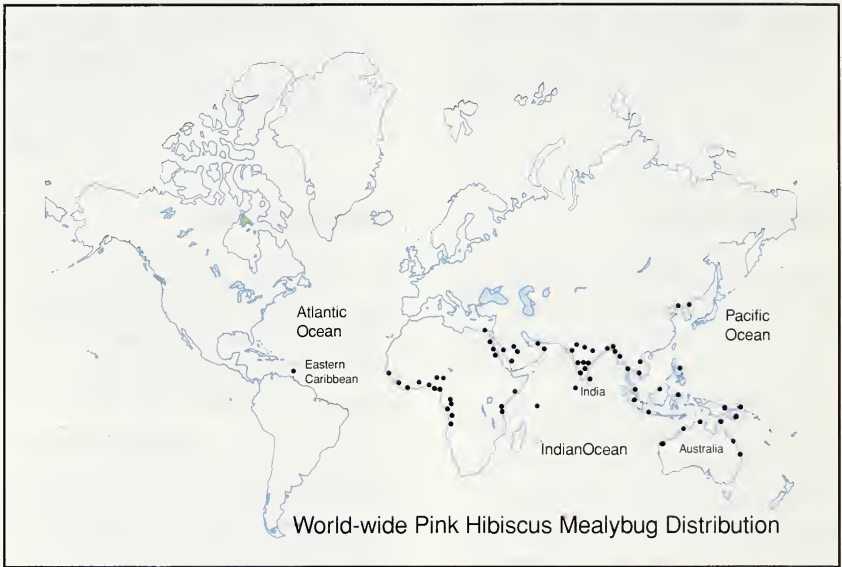 Atlantic
Ocean
Pacific
Ocean
Eastern
Caribbean
India
IndianOcean
Australia
World-wide Pink Hibiscus Mealybug Distribution